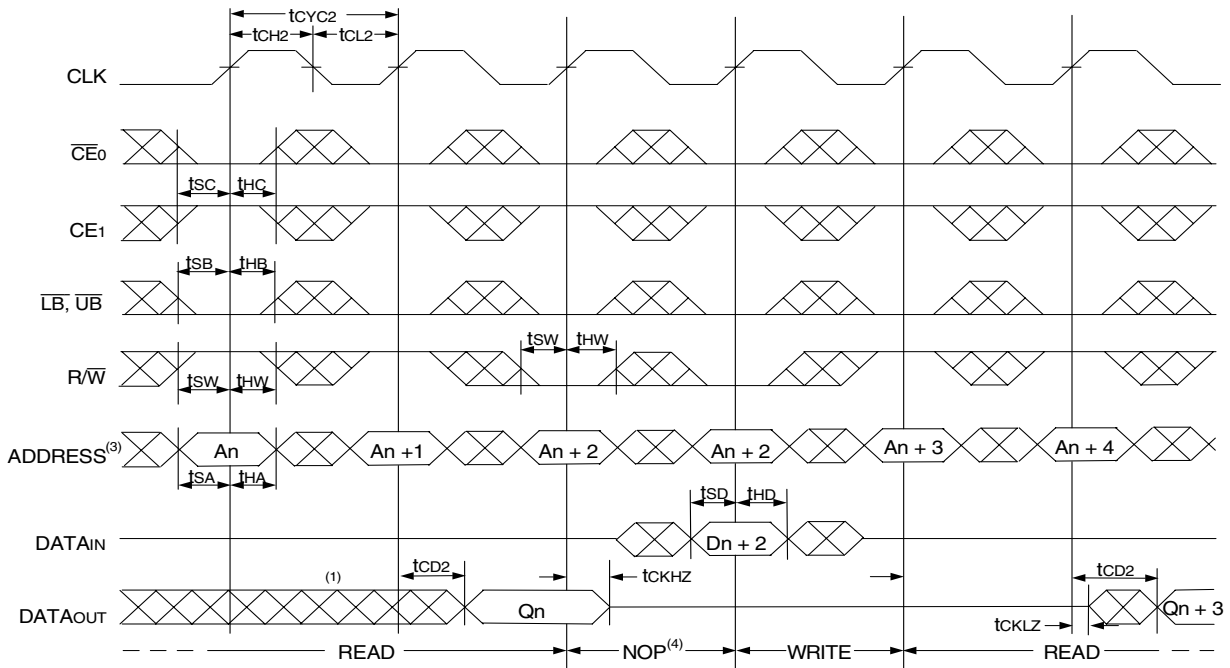 tCYC2
tCH2 tCL2
CLK
CE0
tSC tHC
CE1
tSB tHB
LB, UB
tSW tHW
R/W
tSW tHW
ADDRESS(3) An An +1 An + 2 An + 2 An + 3 An + 4
tSA tHA
tSD tHD
DATAIN Dn + 2
tCD2 tCKHZ tCD2
(1)
DATAOUT Qn Qn + 3
tCKLZ
READ NOP(4) WRITE READ